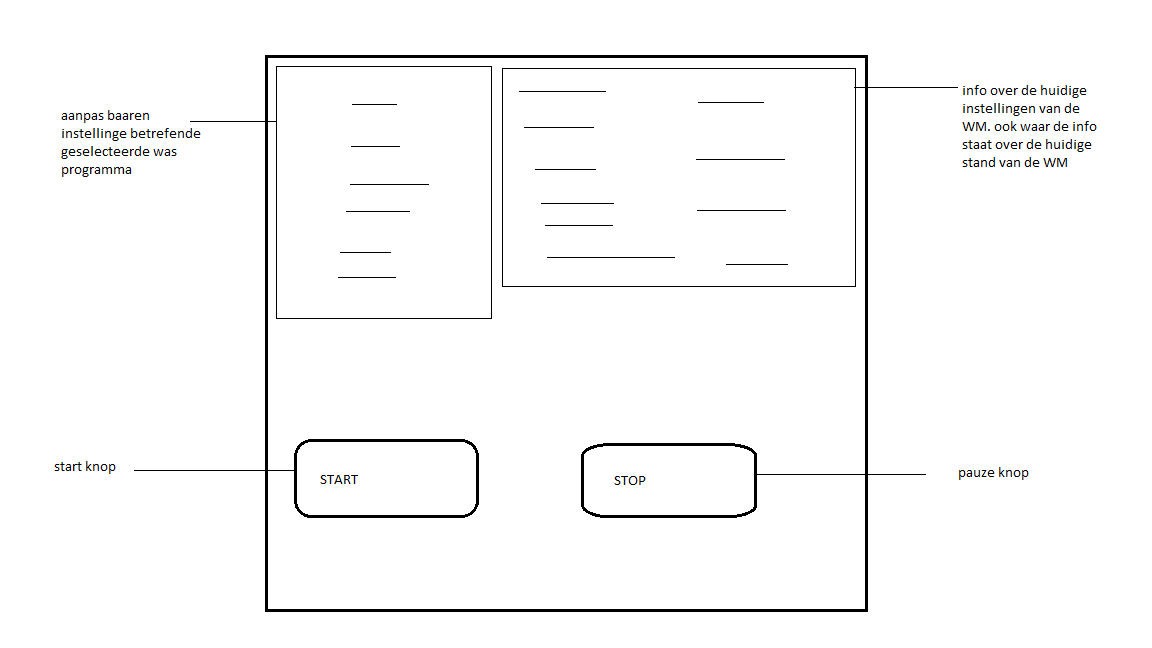 aanpas baaren
instellinge betrefende
geselecteerde was
programma
info over de huidige
instellingen van de
WM. ook waar de info
staat over de huidige
stand van de WM
start knop
START
STOP
pauze knop